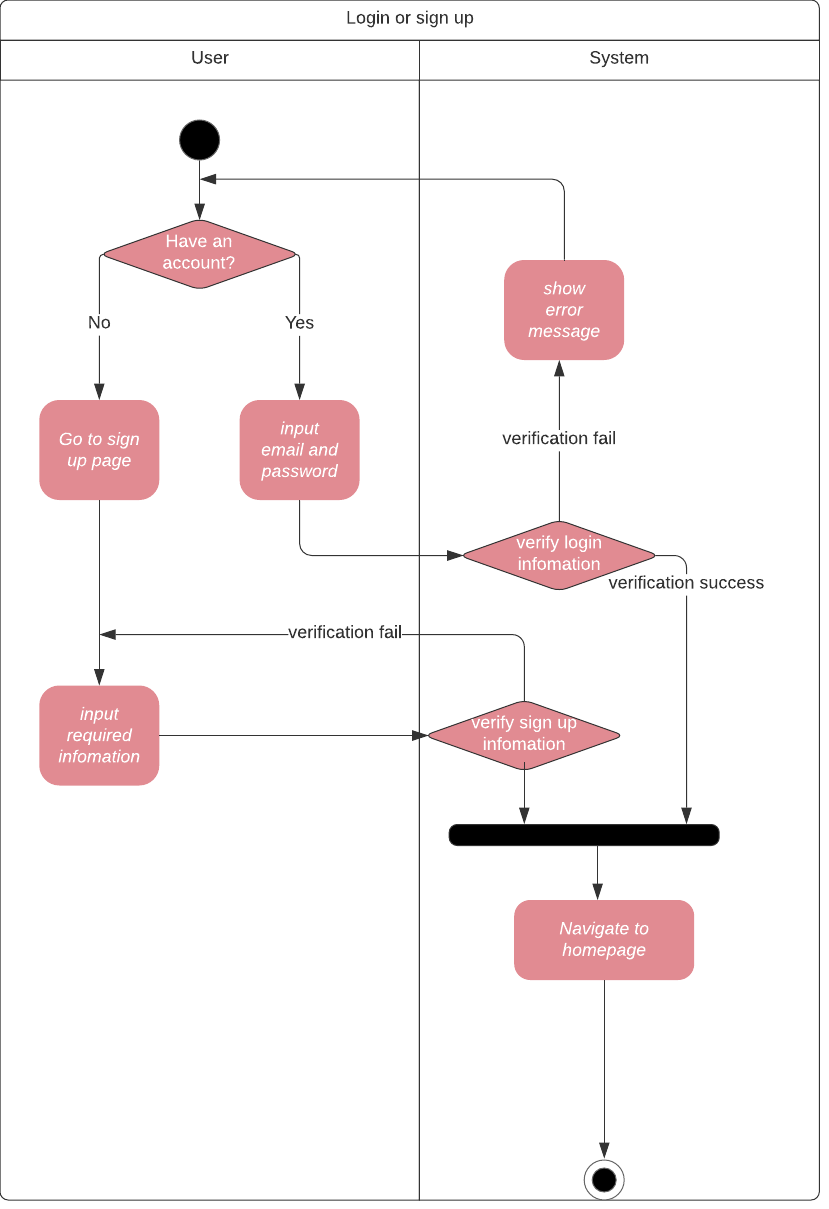 Login or sign up
User
System
Have an
account?
show
error
message
No
Yes
Go to sign
up page
input
email and
password
verification fail
verify login
infomation
verification success
verification fail
input
required
infomation
verify sign up
infomation
Navigate to
homepage